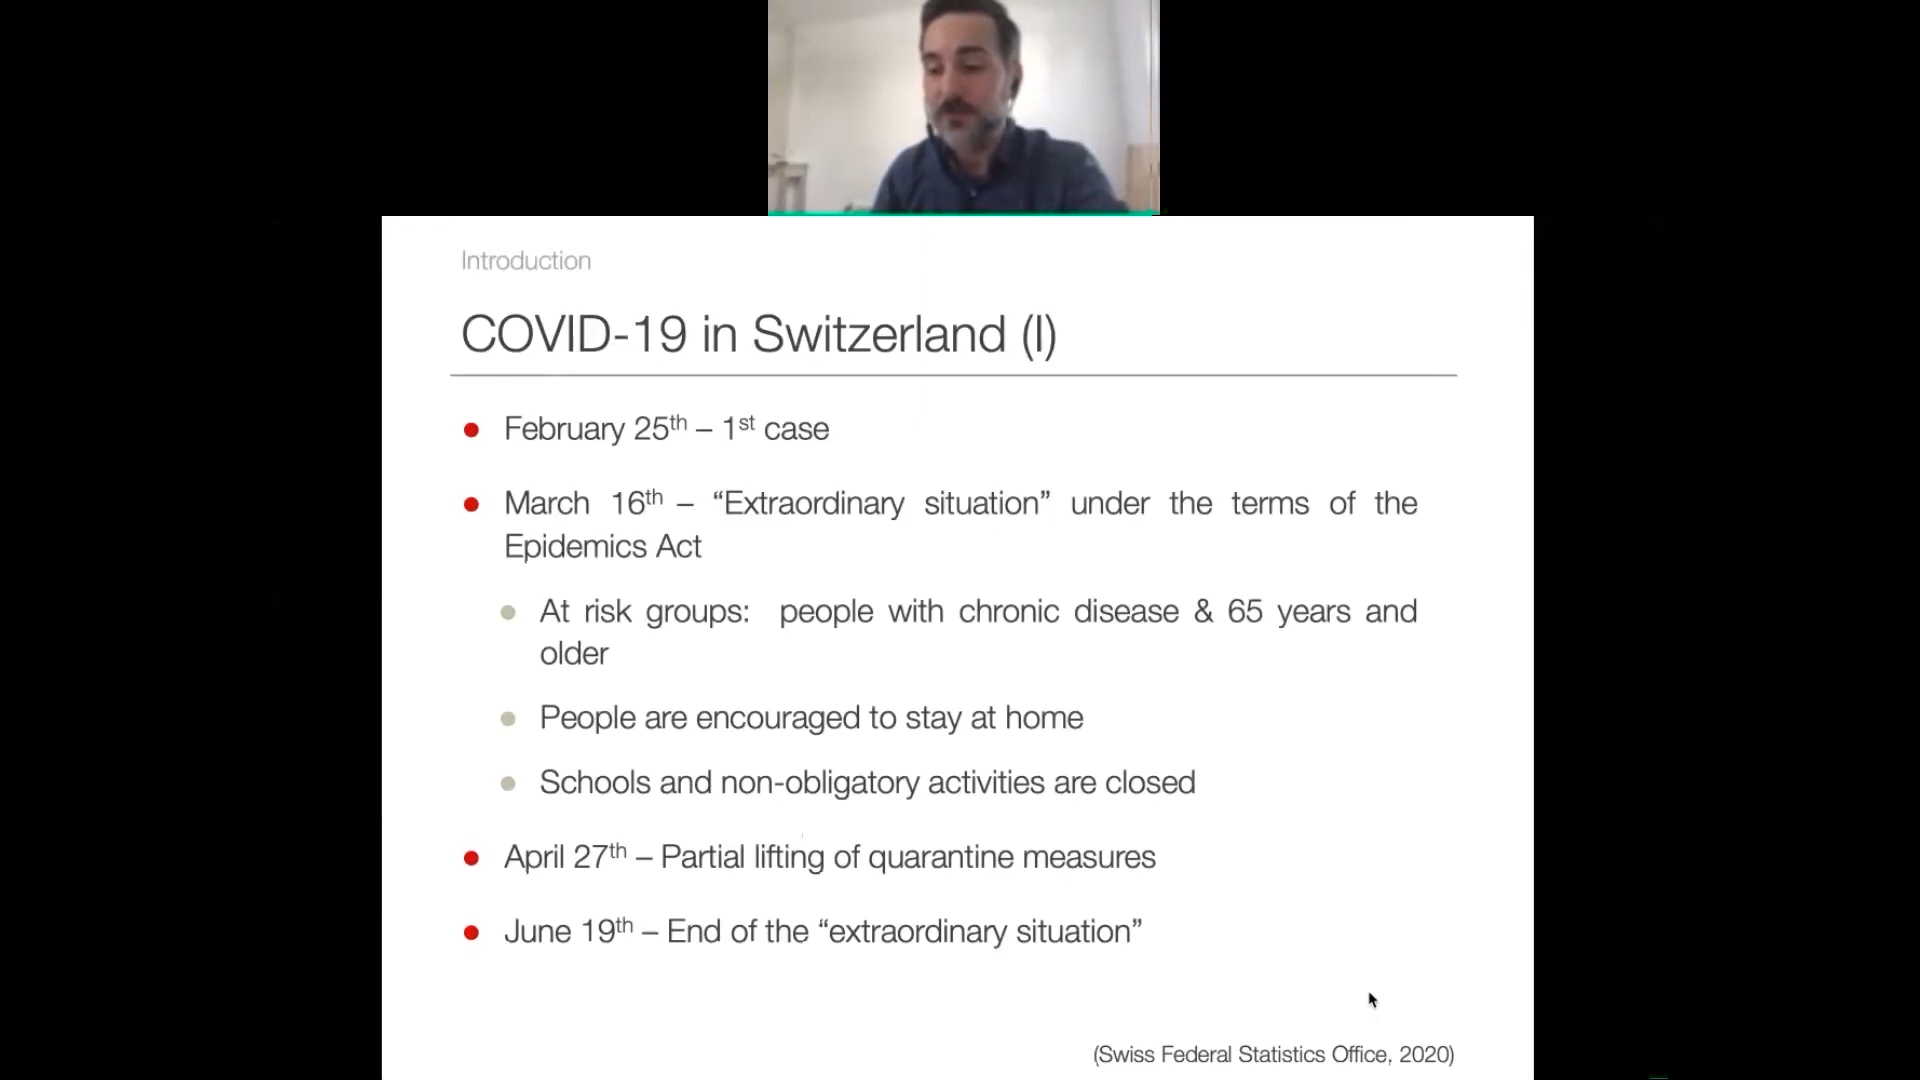 Introduction
COVID-19 in Switzerland (I)
● February 25th – 1st case
● March 16th – “Extraordinary situation” under the terms of the
Epidemics Act
● At risk groups: people with chronic disease & 65 years and
older
● People are encouraged to stay at home
● Schools and non-obligatory activities are closed
● April 27th – Partial lifting of quarantine measures
● June 19th – End of the “extraordinary situation”
(Swiss Federal Statistics Office, 2020)